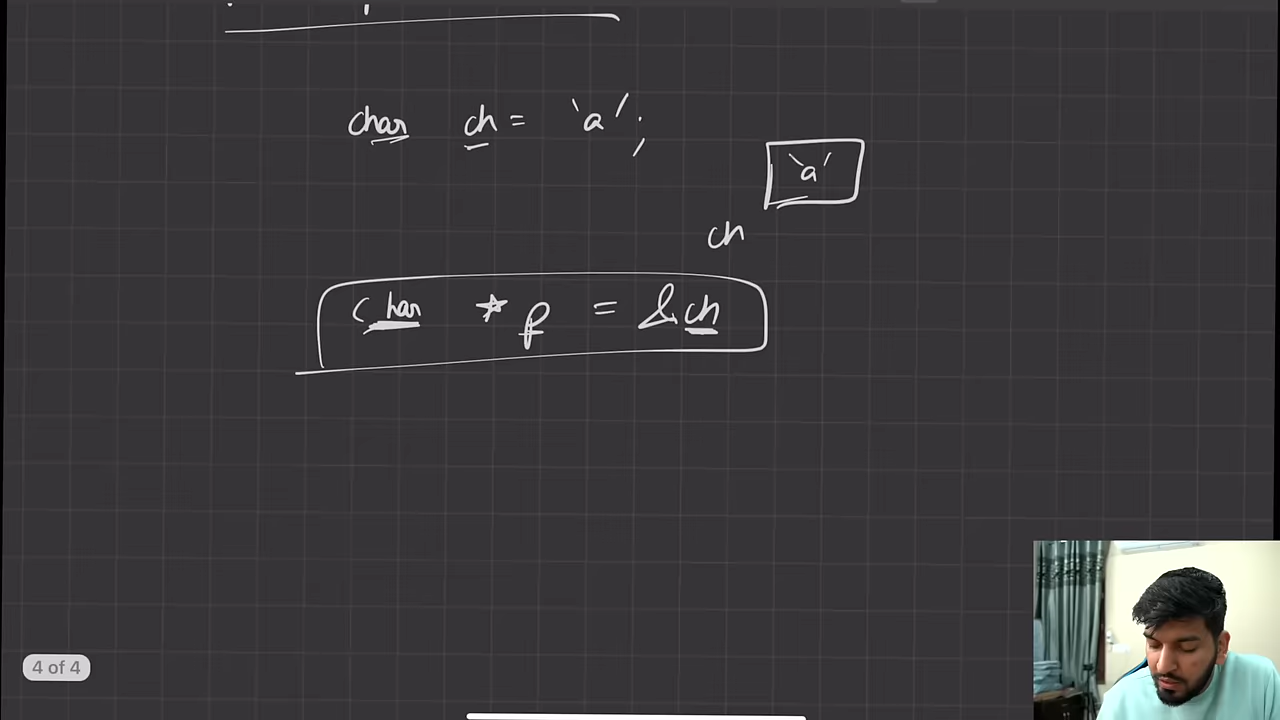 char ch = 'a';
'a'
ch
char *p = &ch
4 of 4